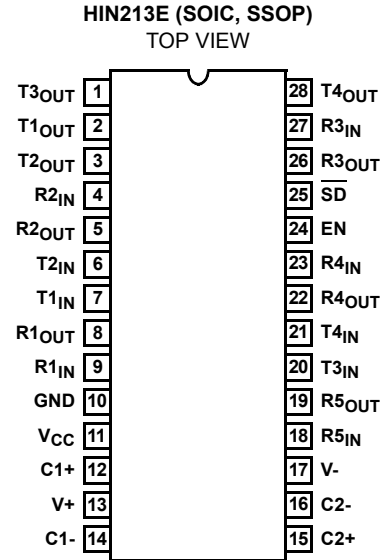 HIN213E (SOIC, SSOP)
TOP VIEW
T3OUT 1
T1OUT 2
T2OUT 3
R2IN 4
R2OUT 5
T2IN 6
T1IN 7
R1OUT 8
R1IN 9
GND 10
VCC 11
C1+ 12
V+ 13
C1- 14
28 T4OUT
27 R3IN
26 R3OUT
25 SD
24 EN
23 R4IN
22 R4OUT
21 T4IN
20 T3IN
19 R5OUT
18 R5IN
17 V-
16 C2-
15 C2+